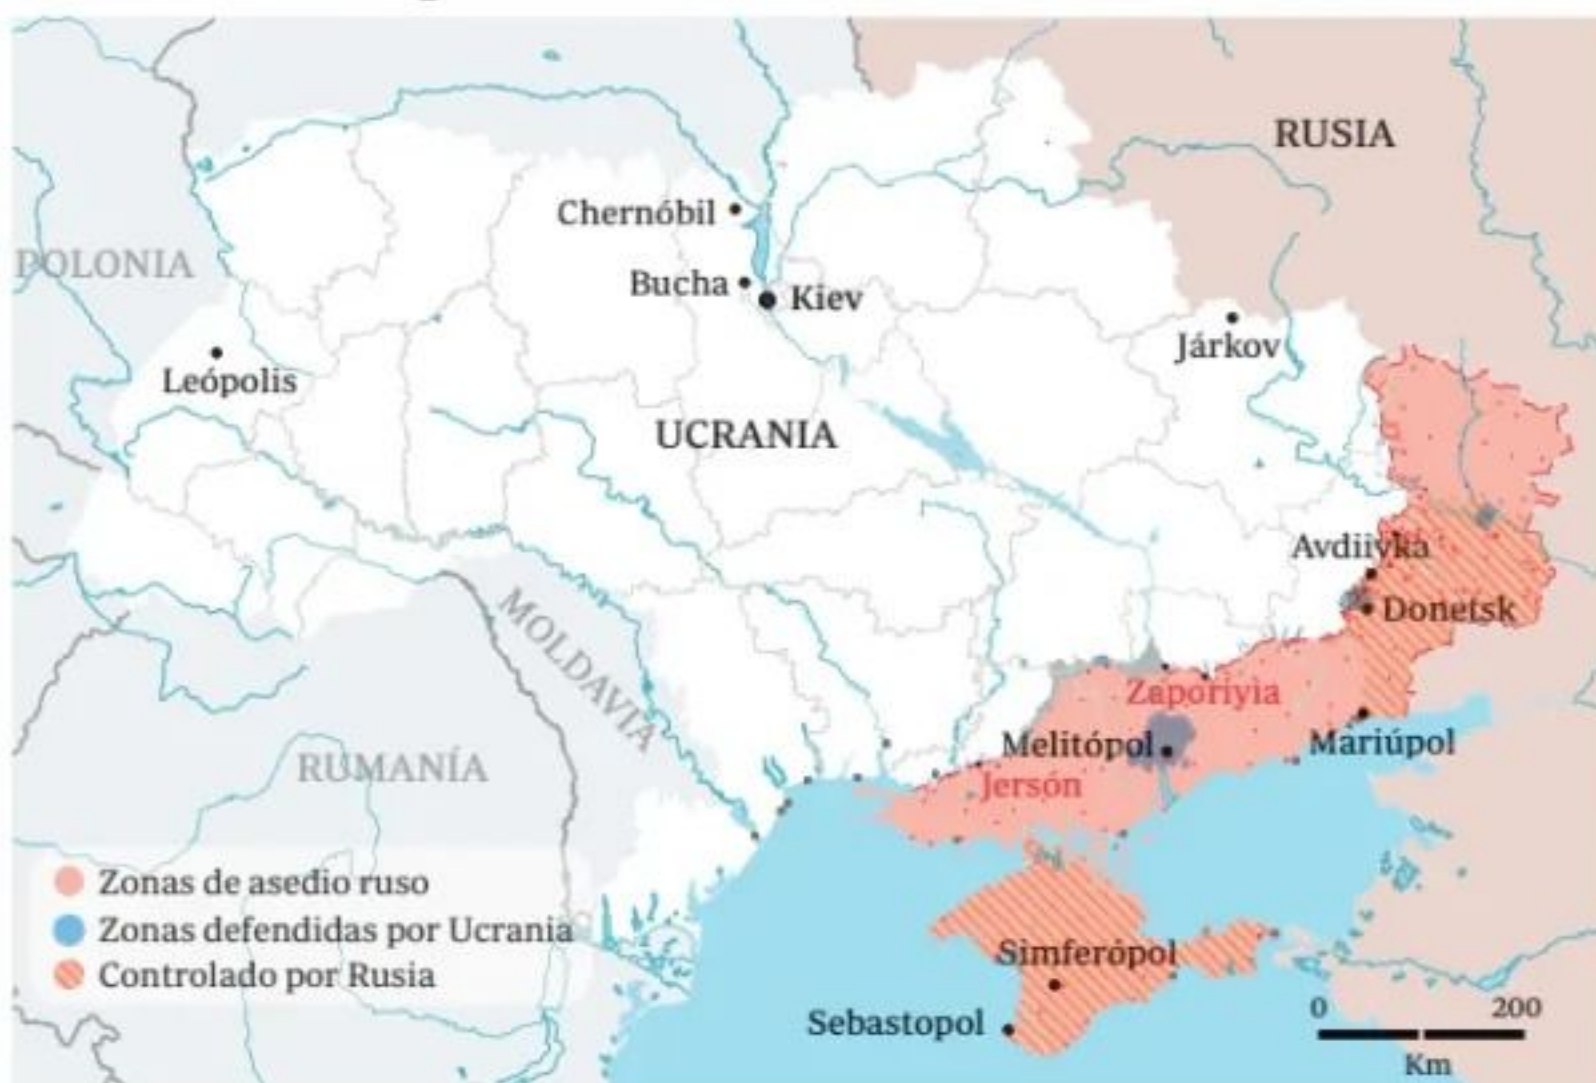 RUSIA
Chernóbil
POLONIA
Bucha
Kiev
Járkov
Leópolis
UCRANIA
Avdiivka
Donetsk
MOLDAVIA
Zaporiyia
Melitópol
Mariúpol
RUMANÍA
Jersón
Zonas de asedio ruso
Zonas defendidas por Ucrania
Controlado por Rusia
Simferópol
Sebastopol
0 200
Km